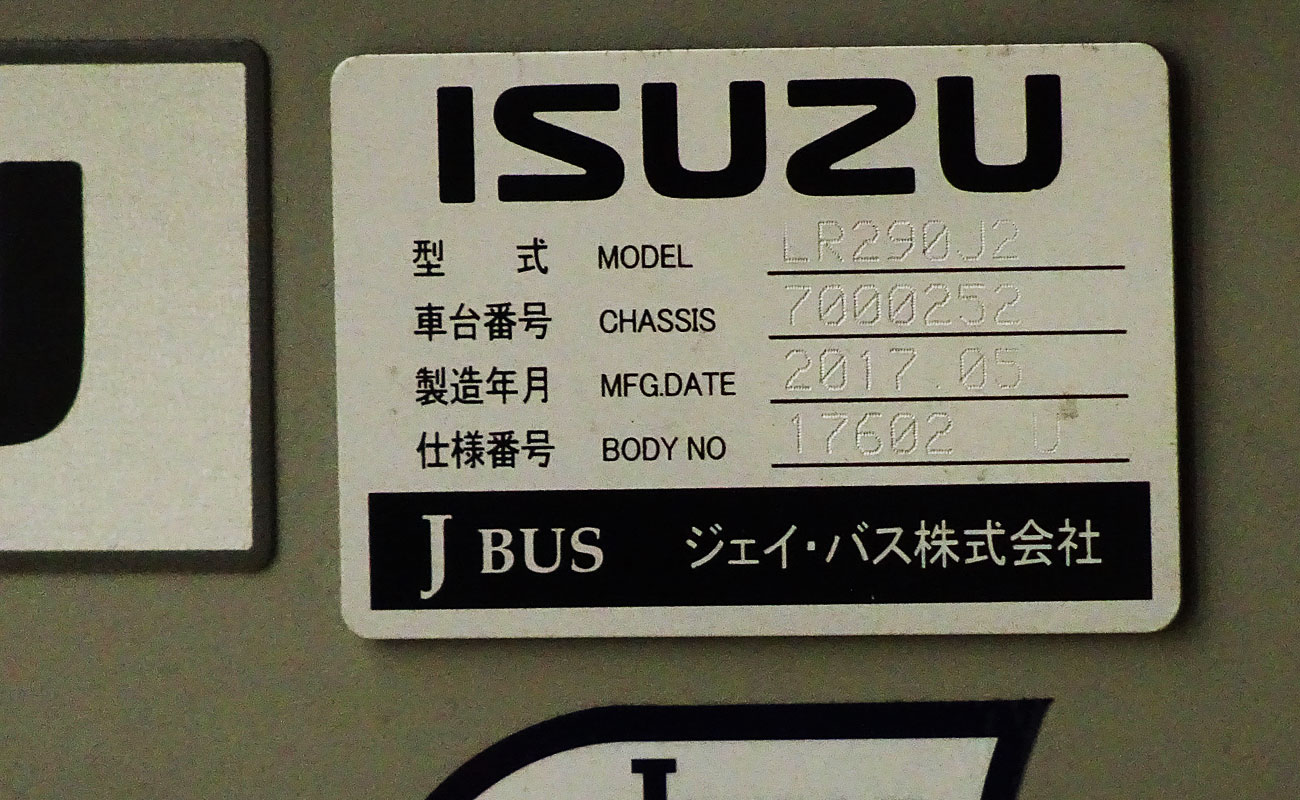 ISUZU
型 式 MODEL LR290J2
車台番号 CHASSIS 7000252
製造年月 MFG.DATE 2017.05
仕様番号 BODY NO 17602 U
J BUS ジェイ・バス株式会社